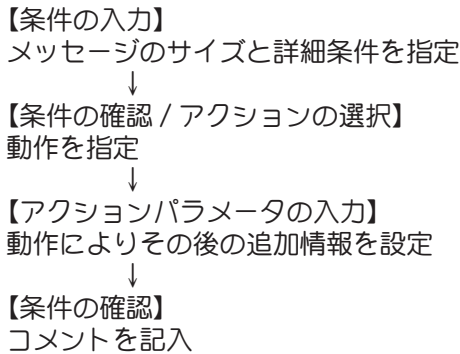 【条件の入力】
メッセージのサイズと詳細条件を指定
↓
【条件の確認 / アクションの選択】
動作を指定
↓
【アクションパラメータの入力】
動作によりその後の追加情報を設定
↓
【条件の確認】
コメントを記入